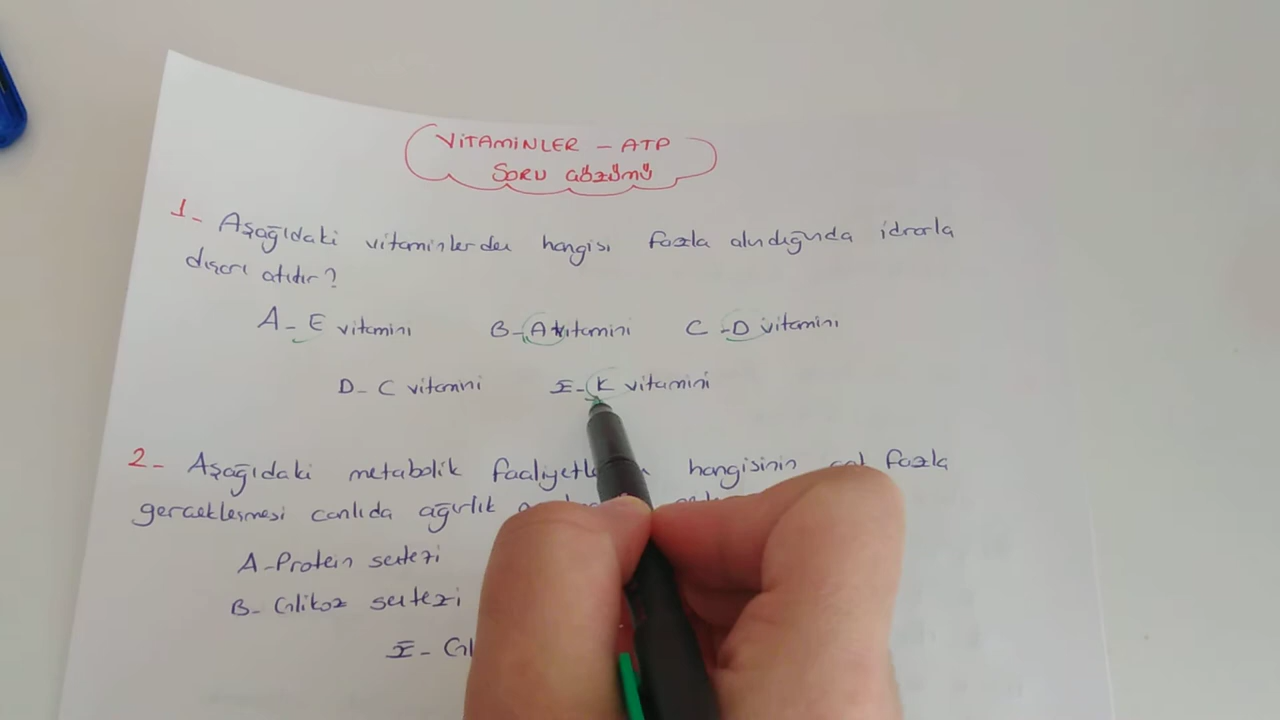 VİTAMİNLER - ATP
SORU ÇÖZÜMÜ
1- Aşağıdaki vitaminlerden hangisi fazla alındığında idrarla
dışarı atılır?
A- E vitamini B- A vitamini C- D vitamini
D- C vitamini E- K vitamini
2- Aşağıdaki metabolik hangisinin çok fazla
gerçekleşmesi canlıda ağırlık
A- Protein sentezi
B- Glikoz sentezi
E-